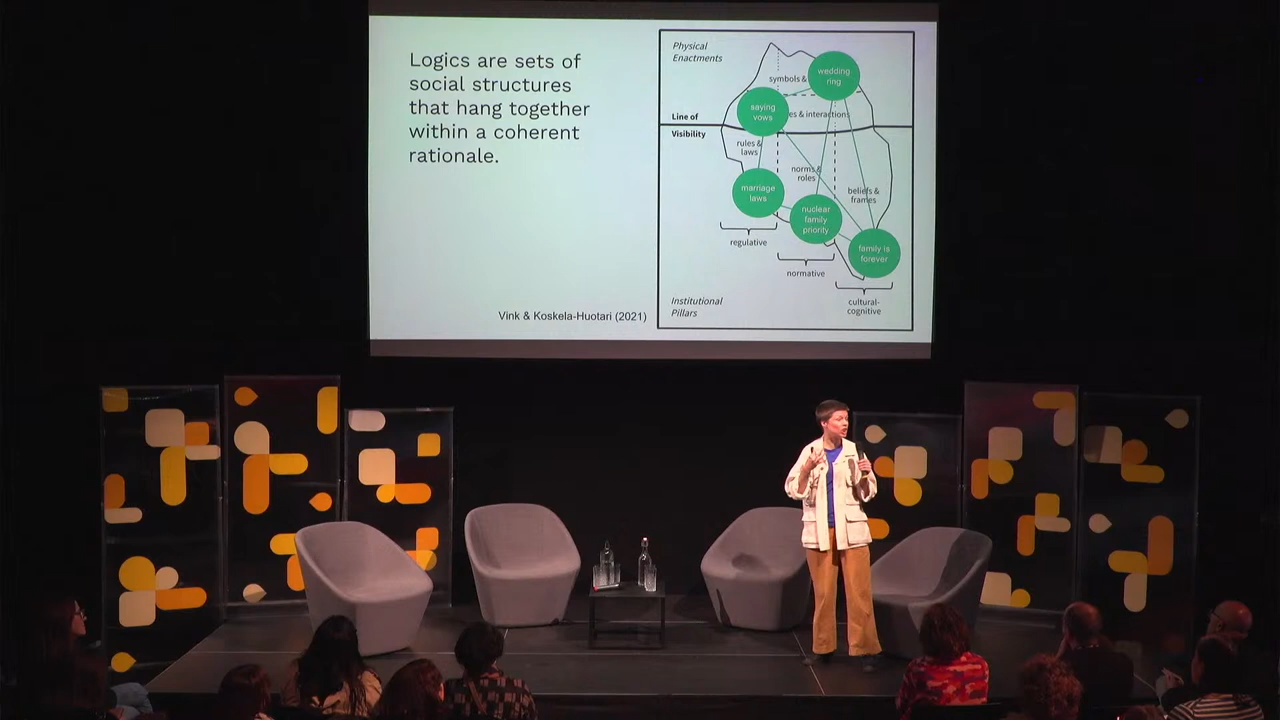 Logics are sets of
social structures
that hang together
within a coherent
rationale.
Vink & Koskela-Huotari (2021)
Physical
Enactments
symbols &
wedding
ring
saying
vows
es & interactions
Line of
Visibility
rules &
laws
norms &
roles
beliefs &
frames
marriage
laws
nuclear
family
priority
family is
forever
regulative
normative
cultural-
cognitive
Institutional
Pillars